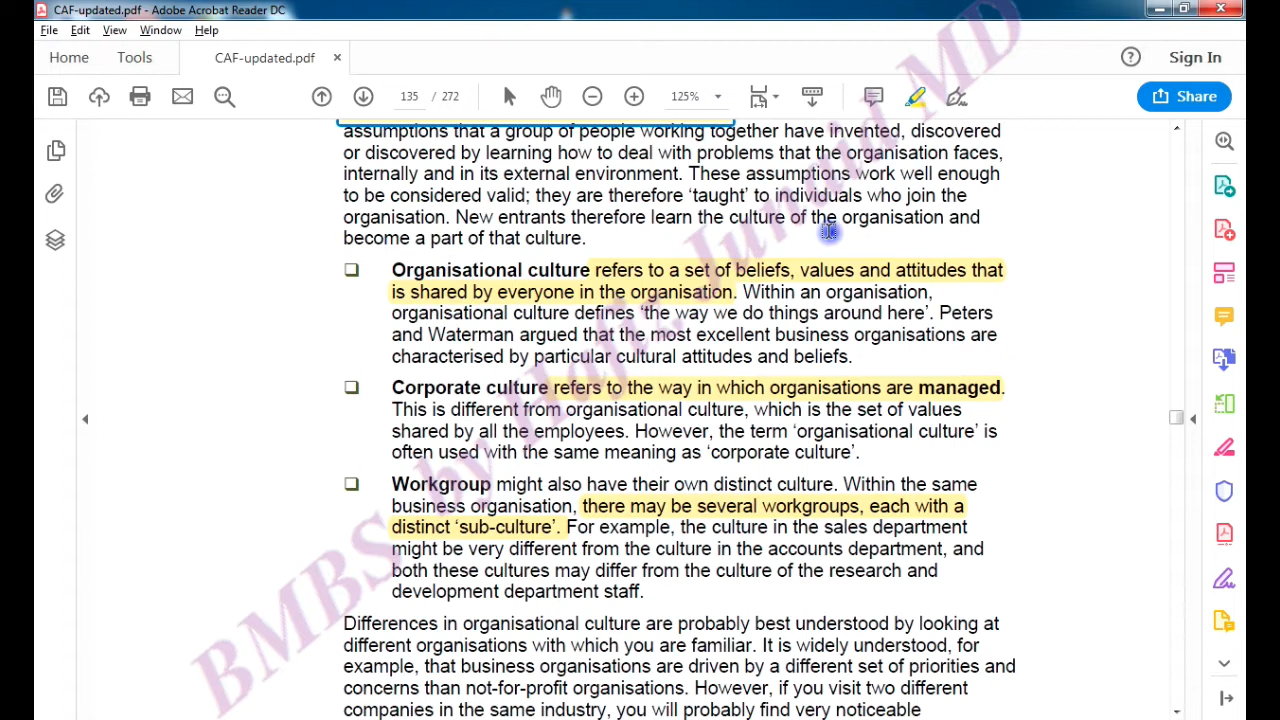 CAF-updated.pdf - Adobe Acrobat Reader DC
File Edit View Window Help
Home Tools CAF-updated.pdf × Sign In
135 / 272 125% Share
assumptions that a group of people working together have invented, discovered
or discovered by learning how to deal with problems that the organisation faces,
internally and in its external environment. These assumptions work well enough
to be considered valid; they are therefore ‘taught’ to individuals who join the
organisation. New entrants therefore learn the culture of the organisation and
become a part of that culture.
❑ Organisational culture refers to a set of beliefs, values and attitudes that
is shared by everyone in the organisation. Within an organisation,
organisational culture defines ‘the way we do things around here’. Peters
and Waterman argued that the most excellent business organisations are
characterised by particular cultural attitudes and beliefs.
❑ Corporate culture refers to the way in which organisations are managed.
This is different from organisational culture, which is the set of values
shared by all the employees. However, the term ‘organisational culture’ is
often used with the same meaning as ‘corporate culture’.
❑ Workgroup might also have their own distinct culture. Within the same
business organisation, there may be several workgroups, each with a
distinct ‘sub-culture’. For example, the culture in the sales department
might be very different from the culture in the accounts department, and
both these cultures may differ from the culture of the research and
development department staff.
Differences in organisational culture are probably best understood by looking at
different organisations with which you are familiar. It is widely understood, for
example, that business organisations are driven by a different set of priorities and
concerns than not-for-profit organisations. However, if you visit two different
companies in the same industry, you will probably find very noticeable
BMBS by Hafiz Junaid MD